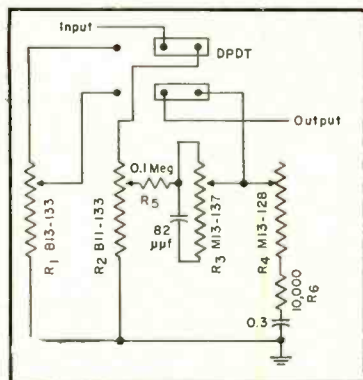 Input
DPDT
Output
0.1 Meg
R5
82
µµf
R1 B13-133
R2 B11-133
R3 M13-137
R4 M13-128
10,000
R6
0.3